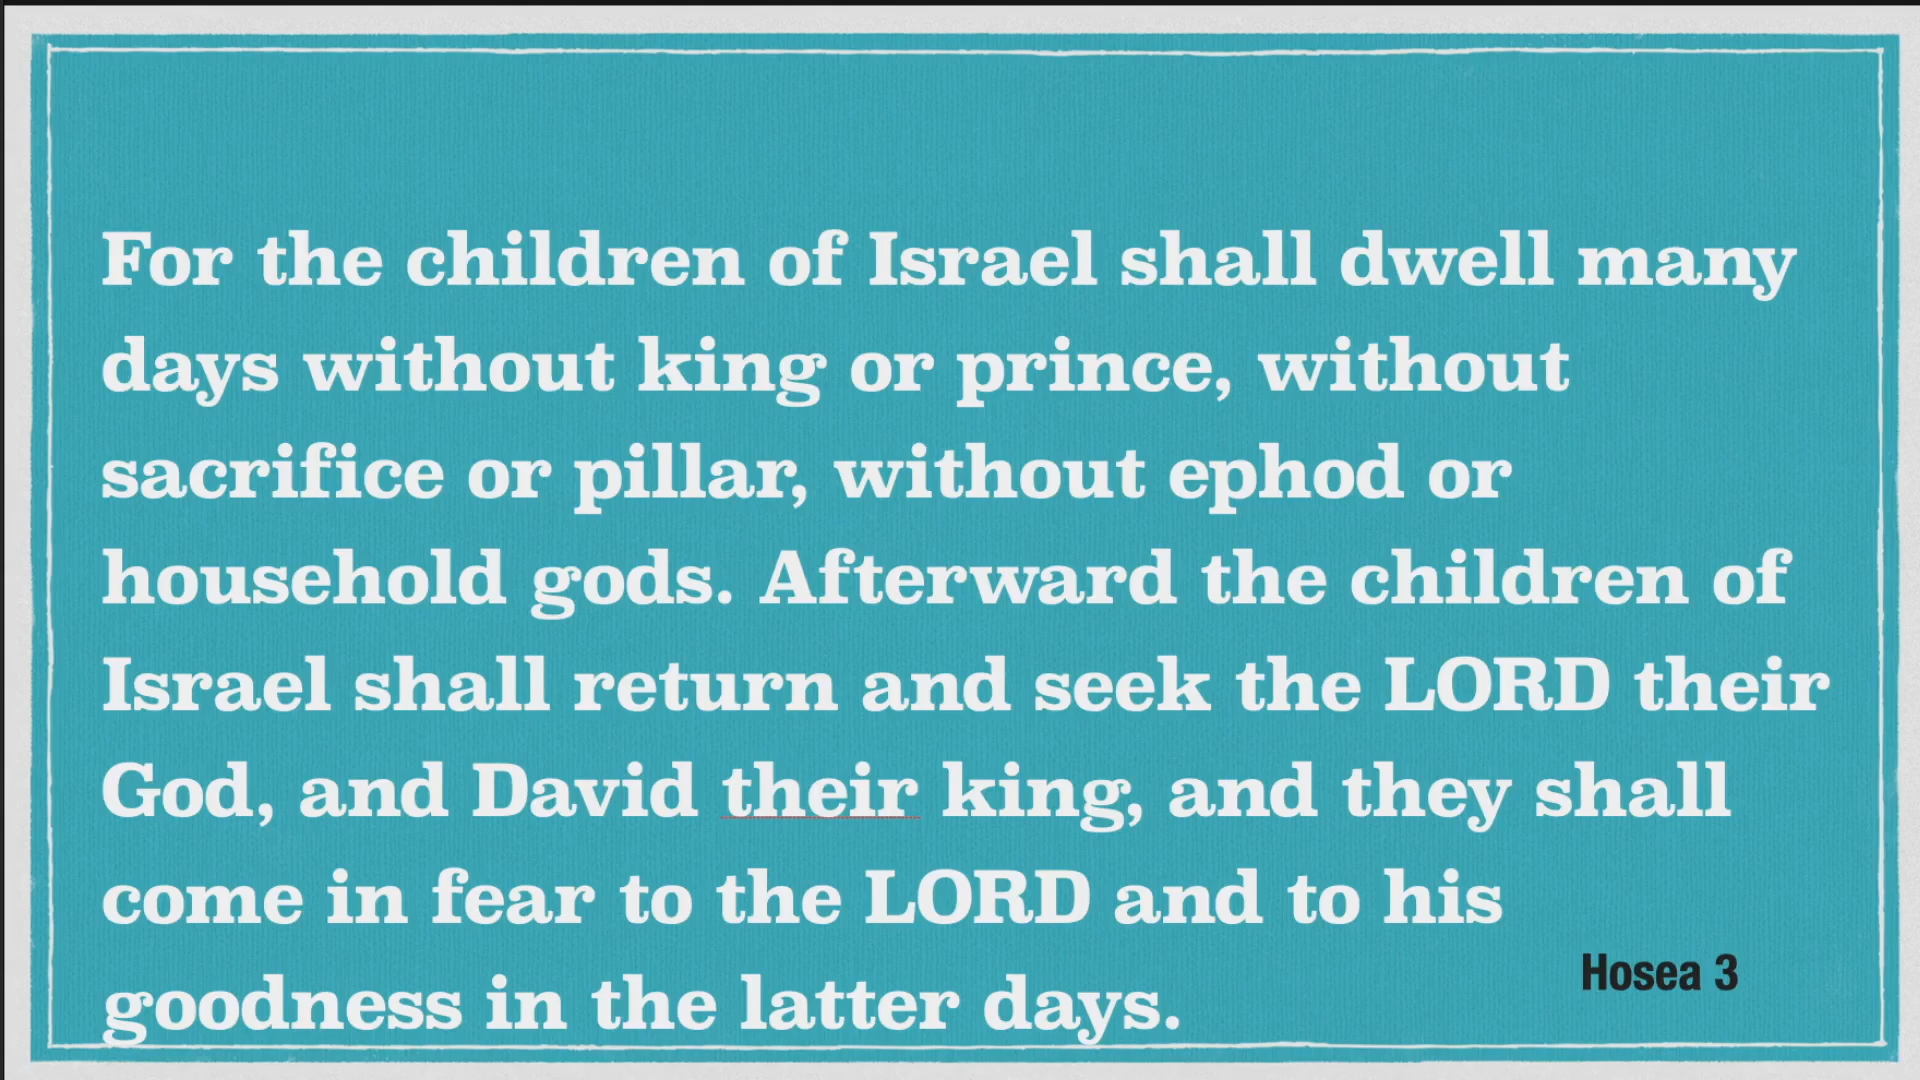 For the children of Israel shall dwell many
days without king or prince, without
sacrifice or pillar, without ephod or
household gods. Afterward the children of
Israel shall return and seek the LORD their
God, and David their king, and they shall
come in fear to the LORD and to his
goodness in the latter days.
Hosea 3